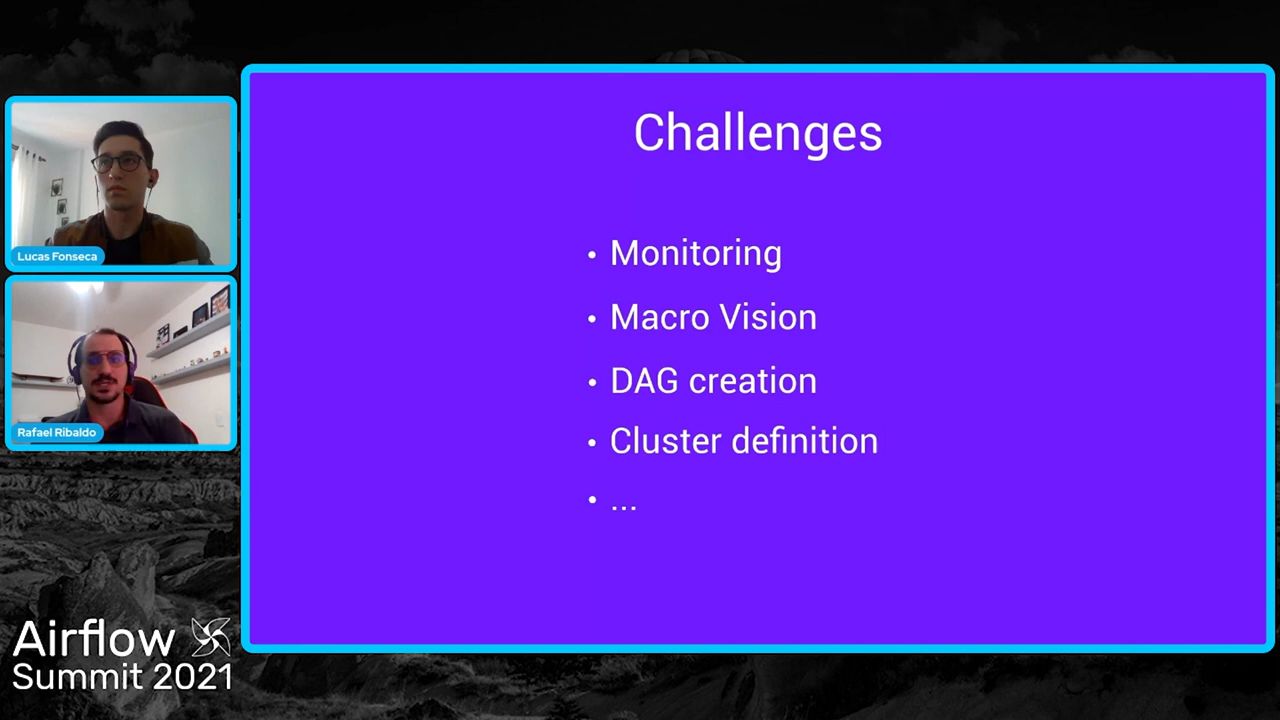 Challenges
• Monitoring
• Macro Vision
• DAG creation
• Cluster definition
• ...
Lucas Fonseca
Rafael Ribaldo
Airflow
Summit 2021